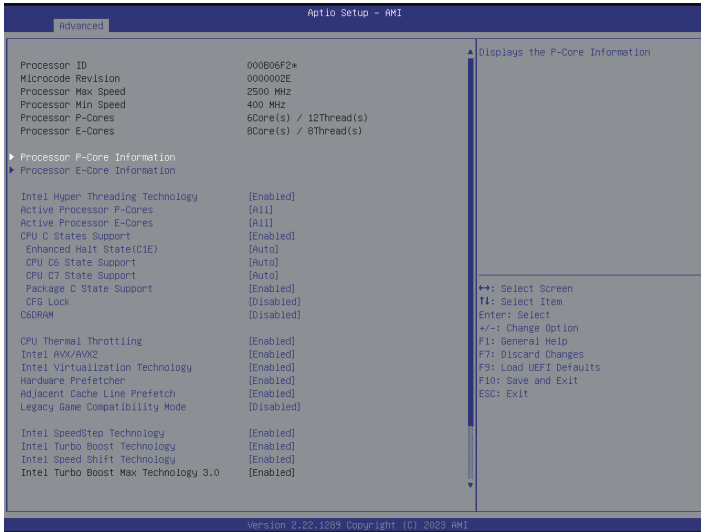 Aptio Setup – AMI
Advanced
Processor ID 000B06F2*
Microcode Revision 0000002E
Processor Max Speed 2500 MHz
Processor Min Speed 400 MHz
Processor P-Cores 6Core(s) / 12Thread(s)
Processor E-Cores 8Core(s) / 8Thread(s)
Processor P-Core Information
Processor E-Core Information
Intel Hyper Threading Technology [Enabled]
Active Processor P-Cores [All]
Active Processor E-Cores [All]
CPU C States Support [Enabled]
Enhanced Halt State(C1E) [Auto]
CPU C6 State Support [Auto]
CPU C7 State Support [Auto]
Package C State Support [Enabled]
CFG Lock [Disabled]
C6DRAM [Disabled]
CPU Thermal Throttling [Enabled]
Intel AVX/AVX2 [Enabled]
Intel Virtualization Technology [Enabled]
Hardware Prefetcher [Enabled]
Adjacent Cache Line Prefetch [Enabled]
Legacy Game Compatibility Mode [Disabled]
Intel SpeedStep Technology [Enabled]
Intel Turbo Boost Technology [Enabled]
Intel Speed Shift Technology [Enabled]
Intel Turbo Boost Max Technology 3.0 [Enabled]
Displays the P-Core Information
↔: Select Screen
↑↓: Select Item
Enter: Select
+/-: Change Option
F1: General Help
F7: Discard Changes
F9: Load UEFI Defaults
F10: Save and Exit
ESC: Exit
Version 2.22.1289 Copyright (C) 2023 AMI